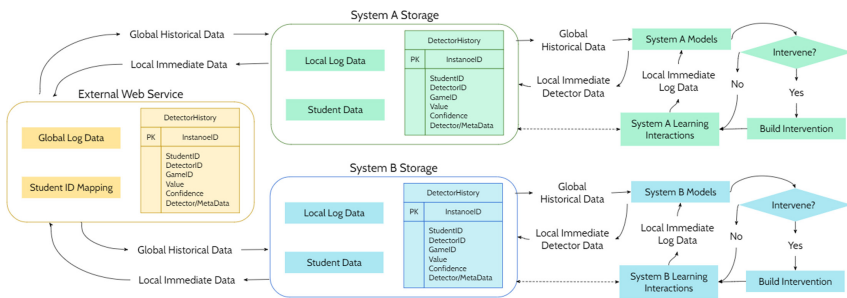 System A Storage
Global Historical Data
Local Immediate Data
Local Log Data
Student Data
DetectorHistory
PK
InstanoeID
StudentID
DetectorID
GameID
Value
Confidence
Detector/MetaData
Global
Historical Data
Local Immediate
Detector Data
System A Models
Intervene?
Local Immediate
Log Data
No
Yes
System A Learning
Interactions
Build Intervention
External Web Service
Global Log Data
Student ID Mapping
DetectorHistory
PK
InstanoeID
StudentID
DetectorID
GameID
Value
Confidence
Detector/MetaData
System B Storage
Global Historical Data
Local Immediate Data
Local Log Data
Student Data
DetectorHistory
PK
InstanoeID
StudentID
DetectorID
GameID
Value
Confidence
Detector/MetaData
Global
Historical Data
Local Immediate
Detector Data
System B Models
Intervene?
Local Immediate
Log Data
No
Yes
System B Learning
Interactions
Build Intervention